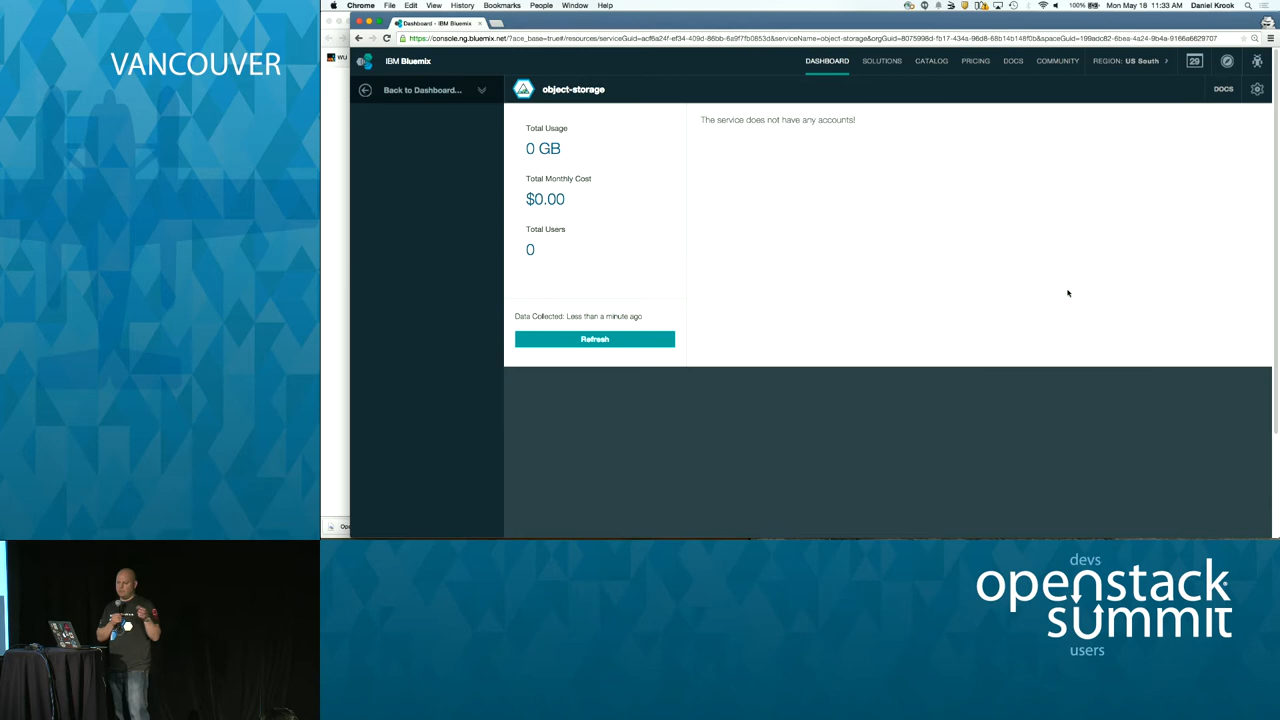 VANCOUVER
Chrome File Edit View History Bookmarks People Window Help
100% Mon May 18 11:33 AM Daniel Krook
Dashboard - IBM Bluemix
WU
IBM Bluemix
DASHBOARD SOLUTIONS CATALOG PRICING DOCS COMMUNITY REGION: US South 29
Back to Dashboard... object-storage DOCS
Total Usage
0 GB
Total Monthly Cost
$0.00
Total Users
0
Data Collected: Less than a minute ago
Refresh
The service does not have any accounts!
devs
openstack
summit
users